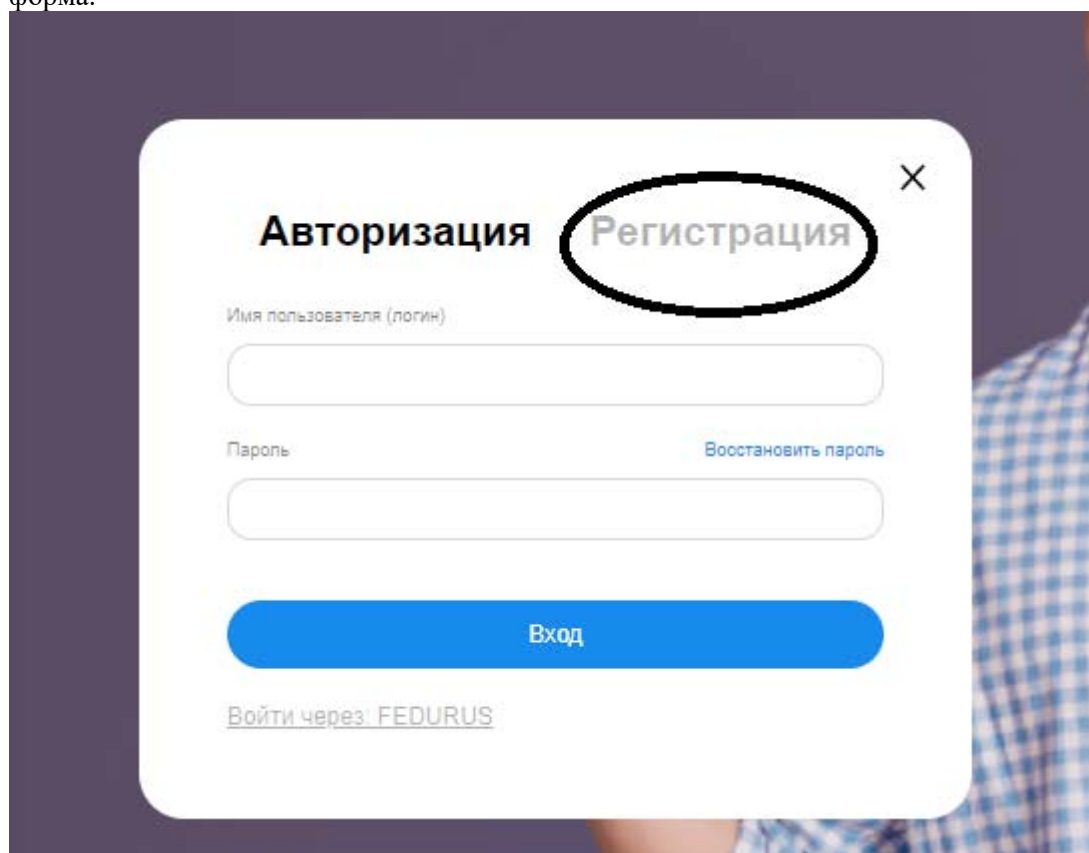 форма.
Авторизация Регистрация
Имя пользователя (логин)
Пароль Восстановить пароль
Вход
Войти через: FEDURUS